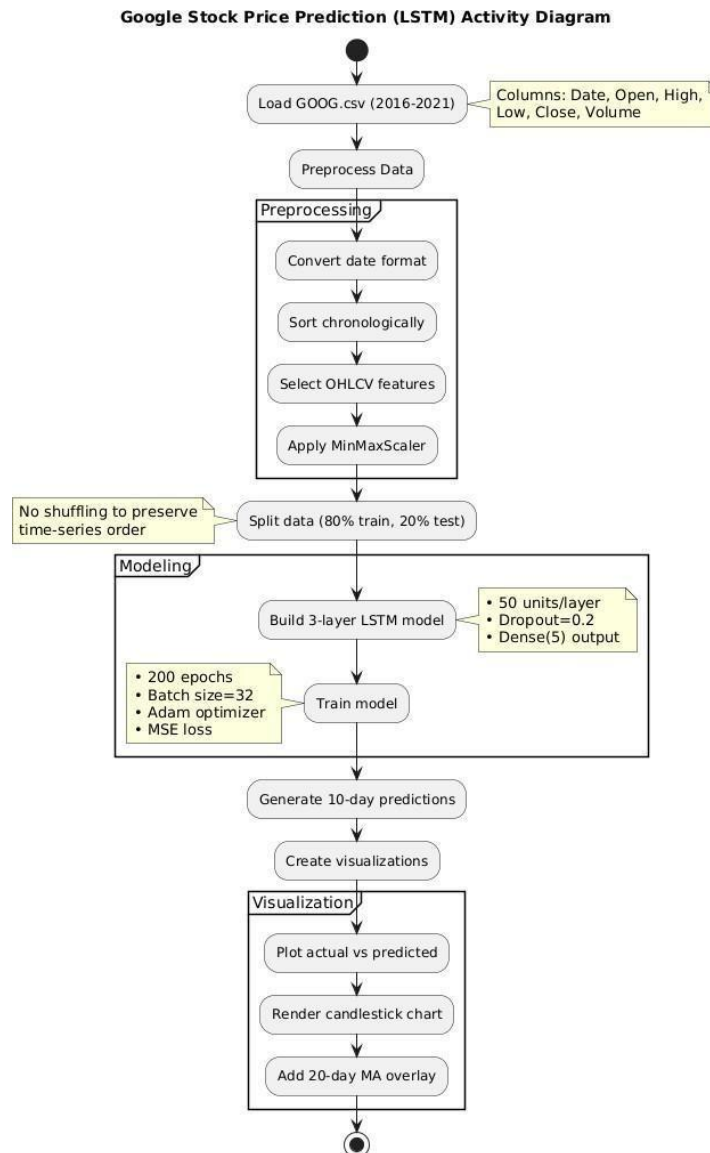 Google Stock Price Prediction (LSTM) Activity Diagram
Load GOOG.csv (2016-2021)
Columns: Date, Open, High,
Low, Close, Volume
Preprocess Data
Preprocessing
Convert date format
Sort chronologically
Select OHLCV features
Apply MinMaxScaler
No shuffling to preserve
time-series order
Split data (80% train, 20% test)
Modeling
Build 3-layer LSTM model
• 50 units/layer
• Dropout=0.2
• Dense(5) output
• 200 epochs
• Batch size=32
• Adam optimizer
• MSE loss
Train model
Generate 10-day predictions
Create visualizations
Visualization
Plot actual vs predicted
Render candlestick chart
Add 20-day MA overlay